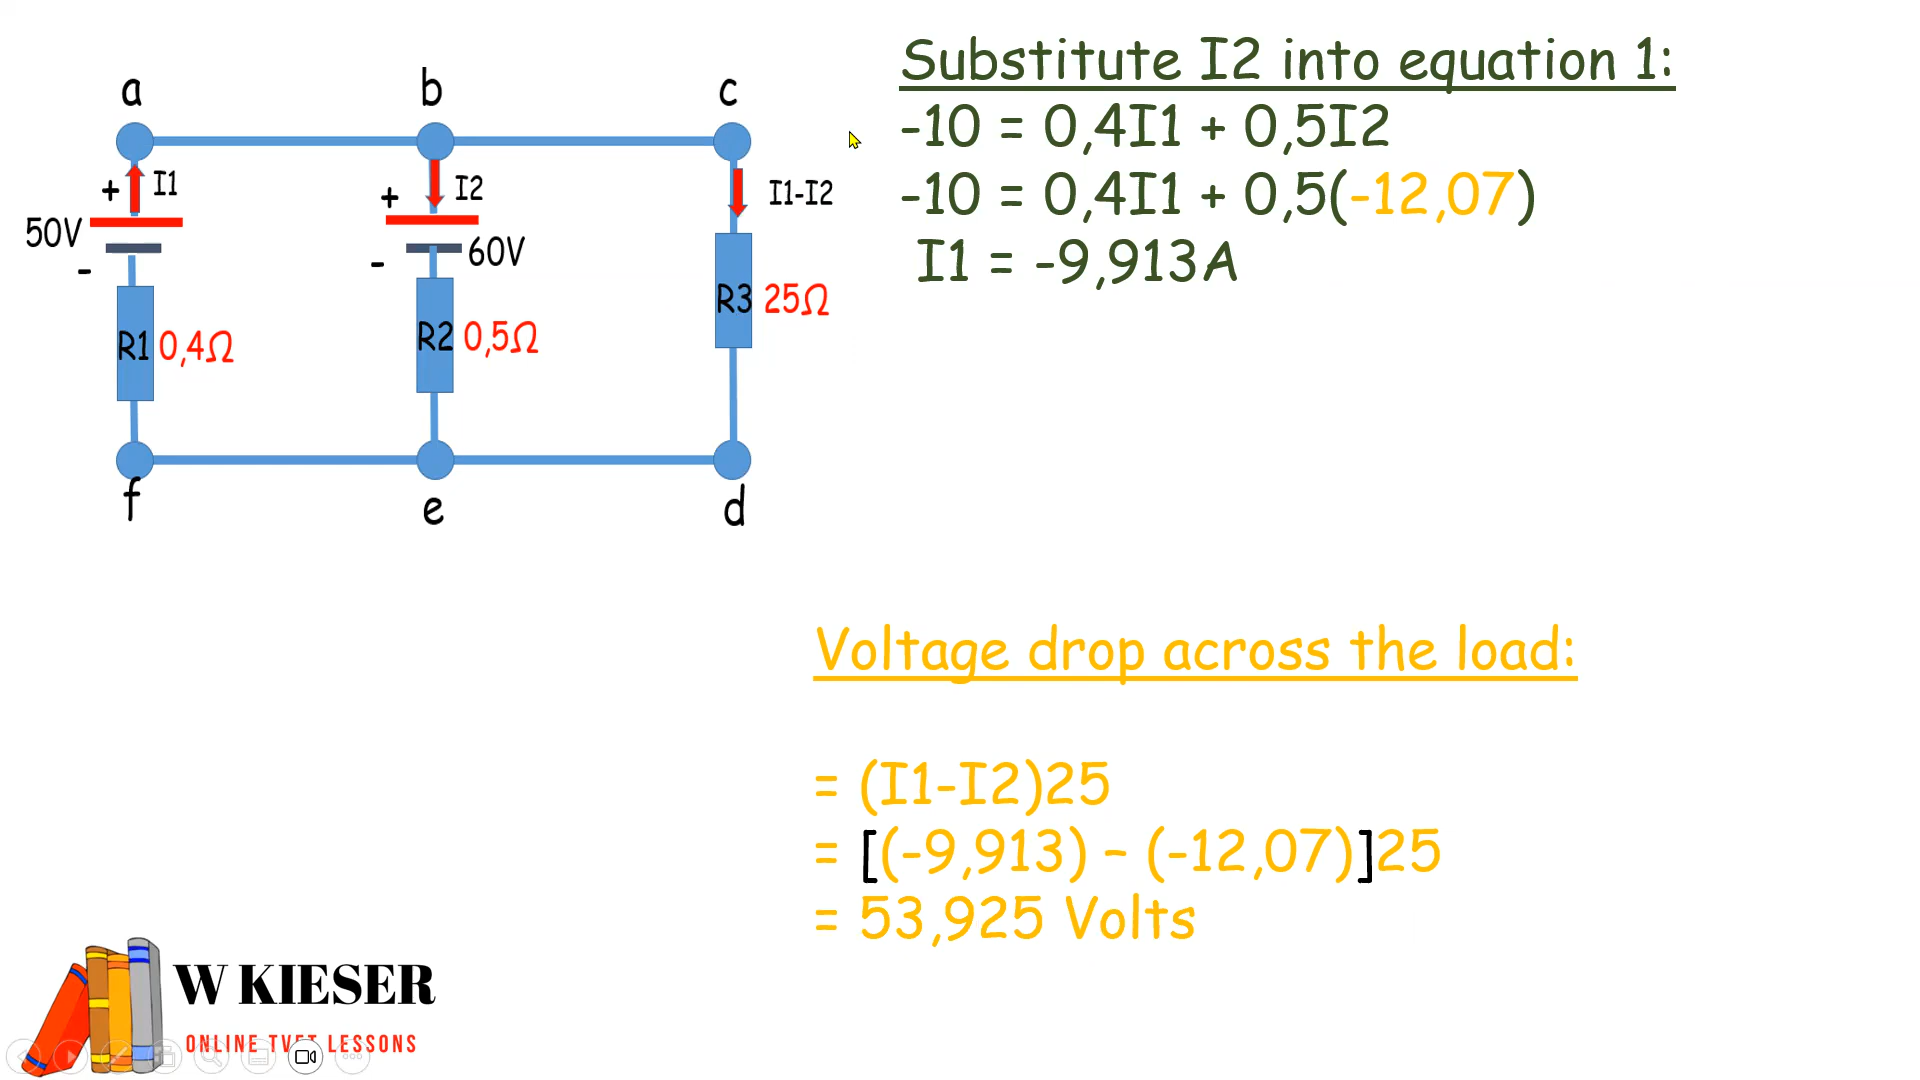 a
b
c
+
I1
+
I2
I1-I2
50V
-
-
60V
R1
0,4Ω
R2
0,5Ω
R3
25Ω
f
e
d
Substitute I2 into equation 1:
-10 = 0,4I1 + 0,5I2
-10 = 0,4I1 + 0,5(-12,07)
I1 = -9,913A
Voltage drop across the load:
= (I1-I2)25
= [(-9,913) – (-12,07)]25
= 53,925 Volts
W KIESER
ONLINE TVET LESSONS